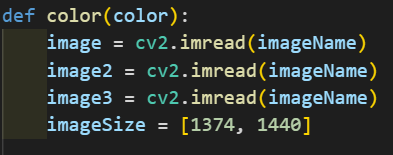 def color(color):
    image = cv2.imread(imageName)
    image2 = cv2.imread(imageName)
    image3 = cv2.imread(imageName)
    imageSize = [1374, 1440]